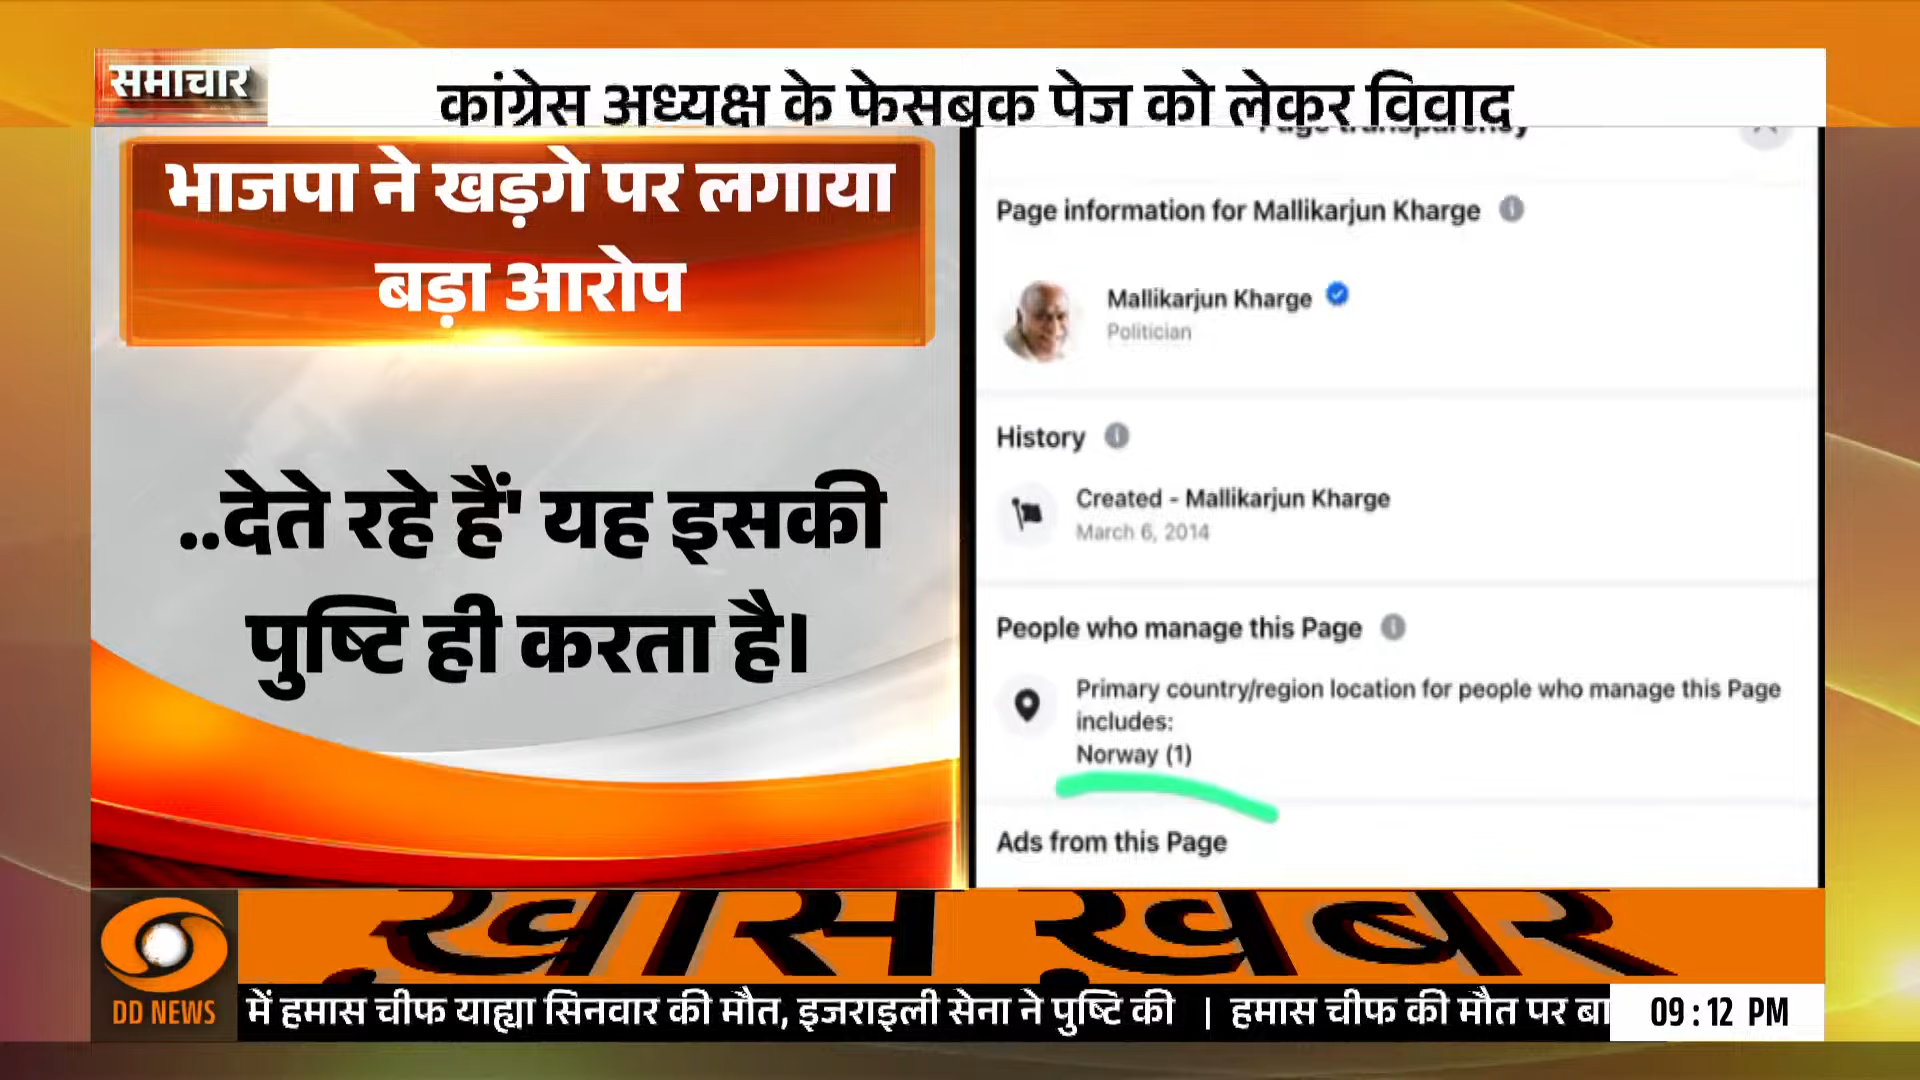 समाचार
कांग्रेस अध्यक्ष के फेसबुक पेज को लेकर विवाद
भाजपा ने खड़गे पर लगाया
बड़ा आरोप
..देते रहे हैं' यह इसकी
पुष्टि ही करता है।
Page transparency
Page information for Mallikarjun Kharge
Mallikarjun Kharge
Politician
History
Created - Mallikarjun Kharge
March 6, 2014
People who manage this Page
Primary country/region location for people who manage this Page
includes:
Norway (1)
Ads from this Page
ख़ास ख़बर
DD NEWS
में हमास चीफ याह्या सिनवार की मौत, इजराइली सेना ने पुष्टि की | हमास चीफ की मौत पर बा
09:12 PM